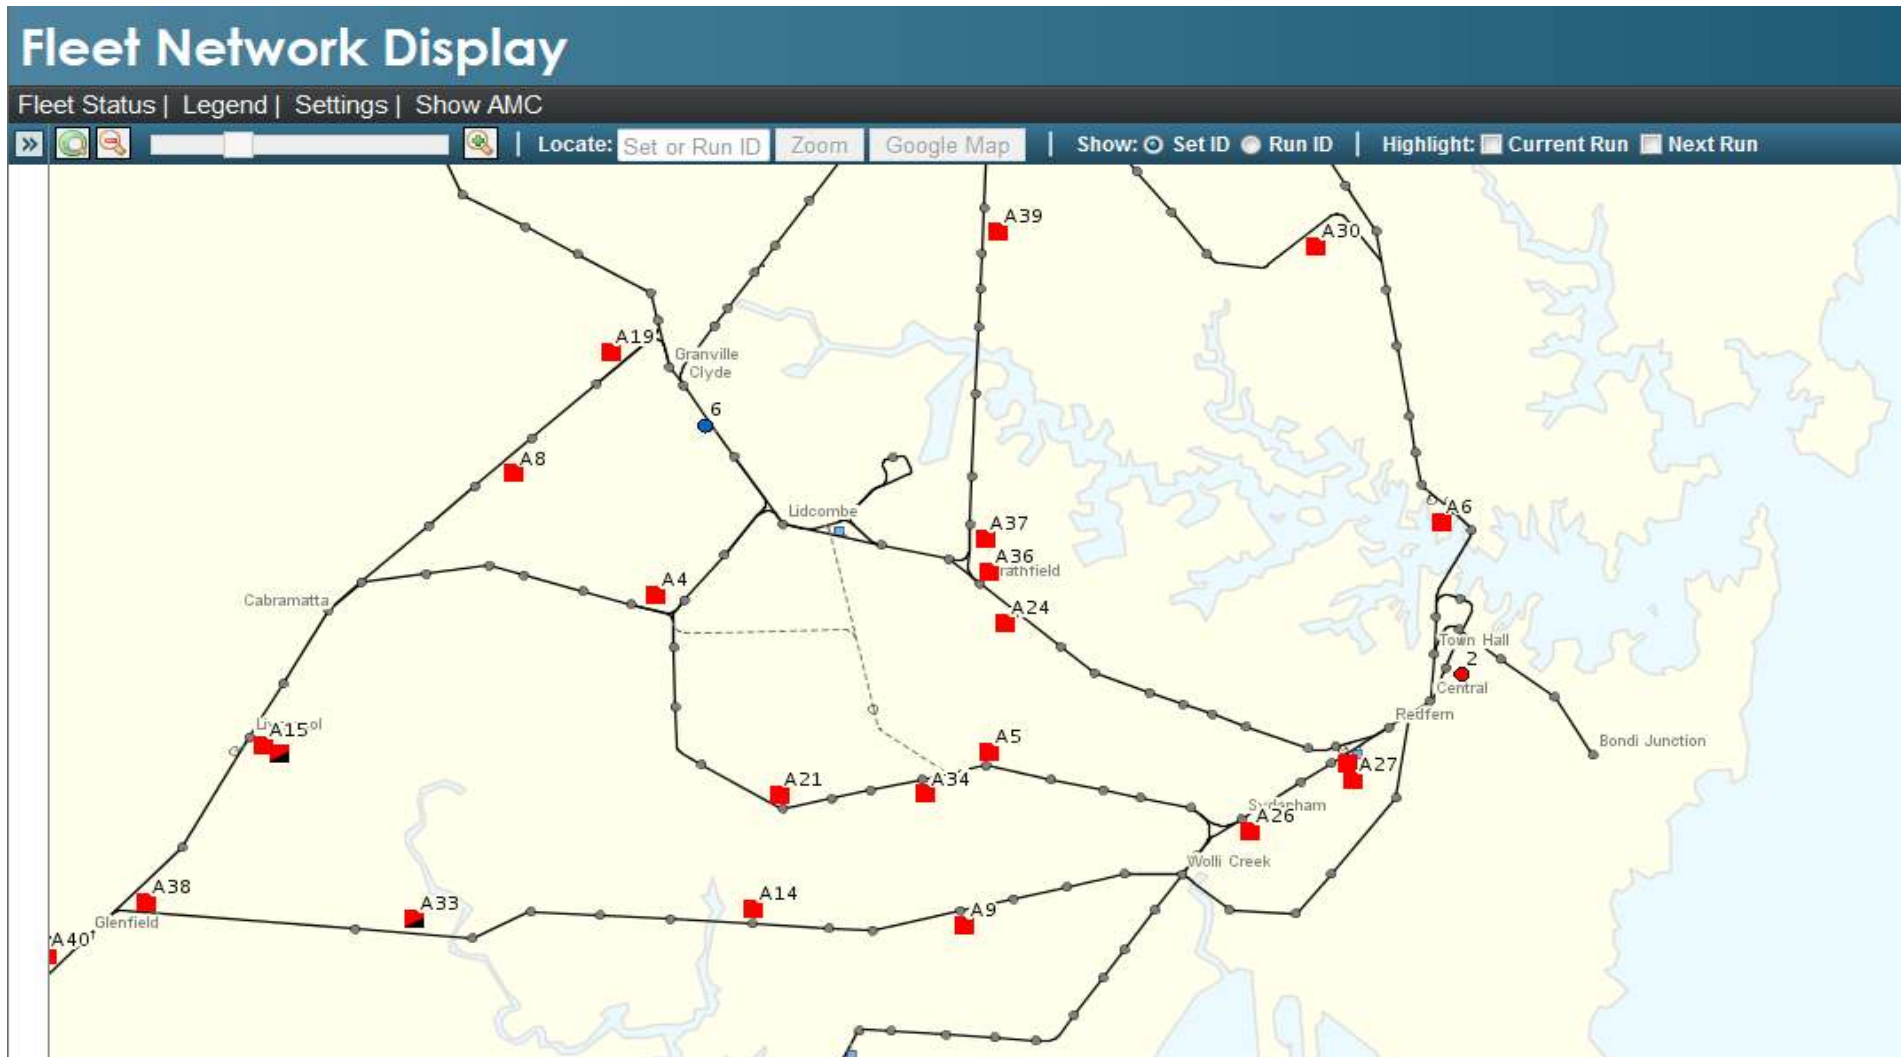 Fleet Network Display
Fleet Status | Legend | Settings | Show AMC
» | Locate: Set or Run ID Zoom Google Map | Show: Set ID Run ID | Highlight: Current Run Next Run
A39
A30
A19
Granville
Clyde
6
A8
Lidcombe
A6
A37
A36
rathfield
A4
Cabramatta
A24
Town Hall
2
Central
Redfern
A15
A5
Bondi Junction
A27
A21
A34
Sydenham
A26
Wolli Creek
A38
A14
A33
A9
Glenfield
A40†